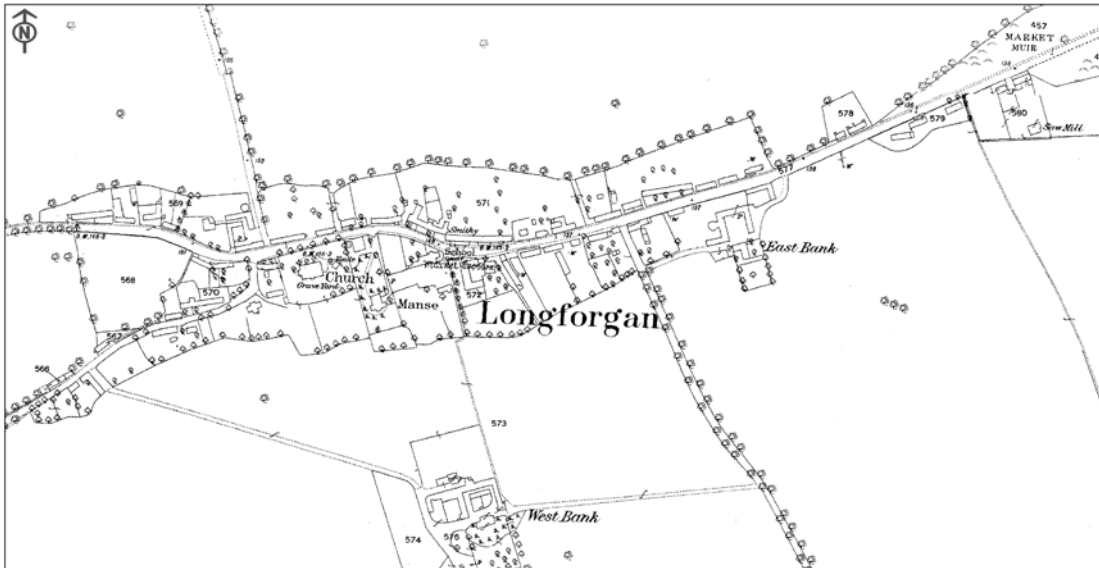 N
457
MARKET
MUIR
578
579
580
Saw Mill
577
569
571
Smithy
School
East Bank
568
570
Church
Grave Yard
572
Manse
Longforgan
567
566
573
West Bank
574
575